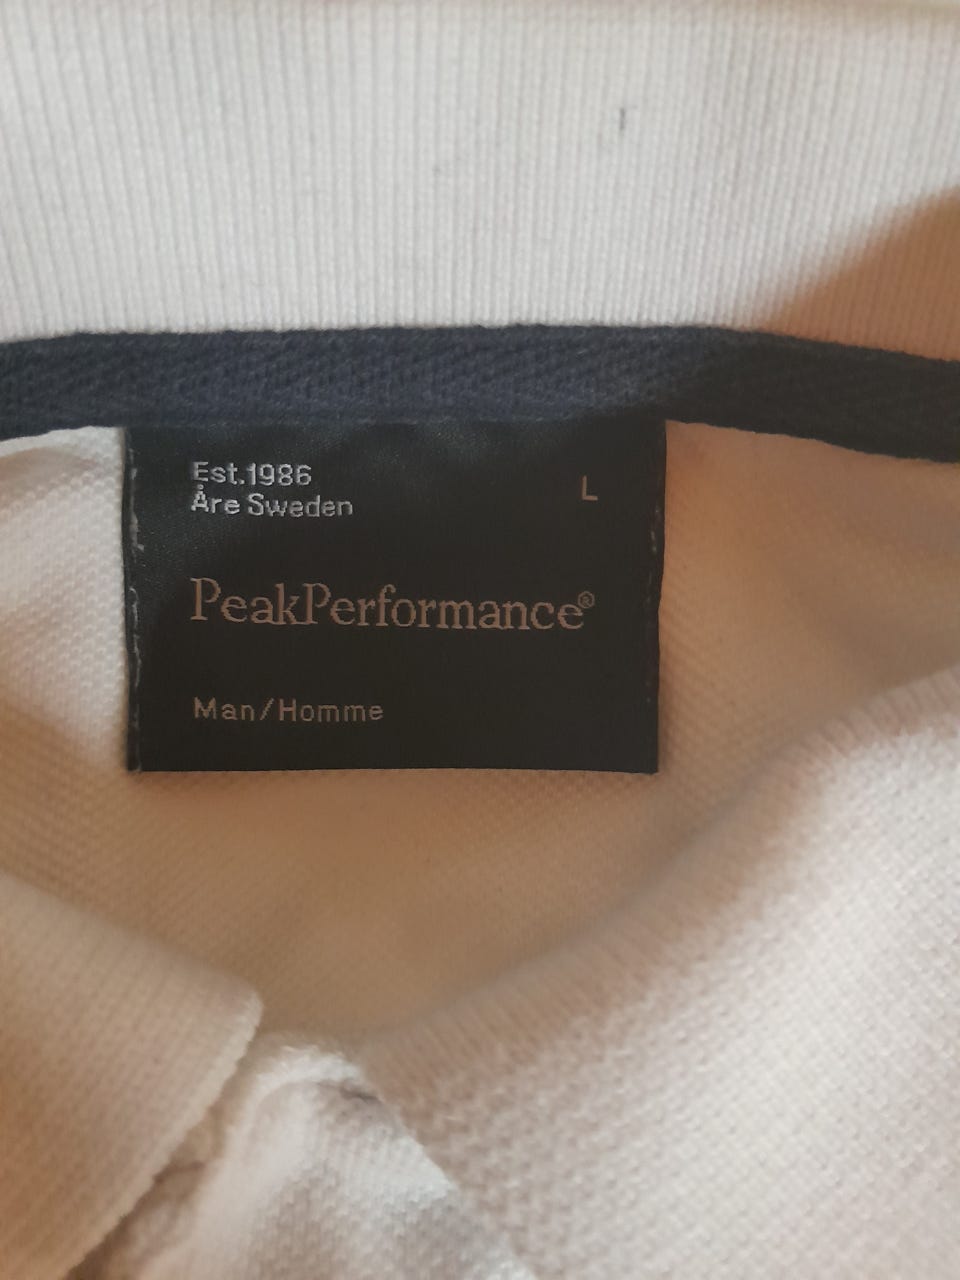 Est.1986
Åre Sweden
L
PeakPerformance®
Man/Homme